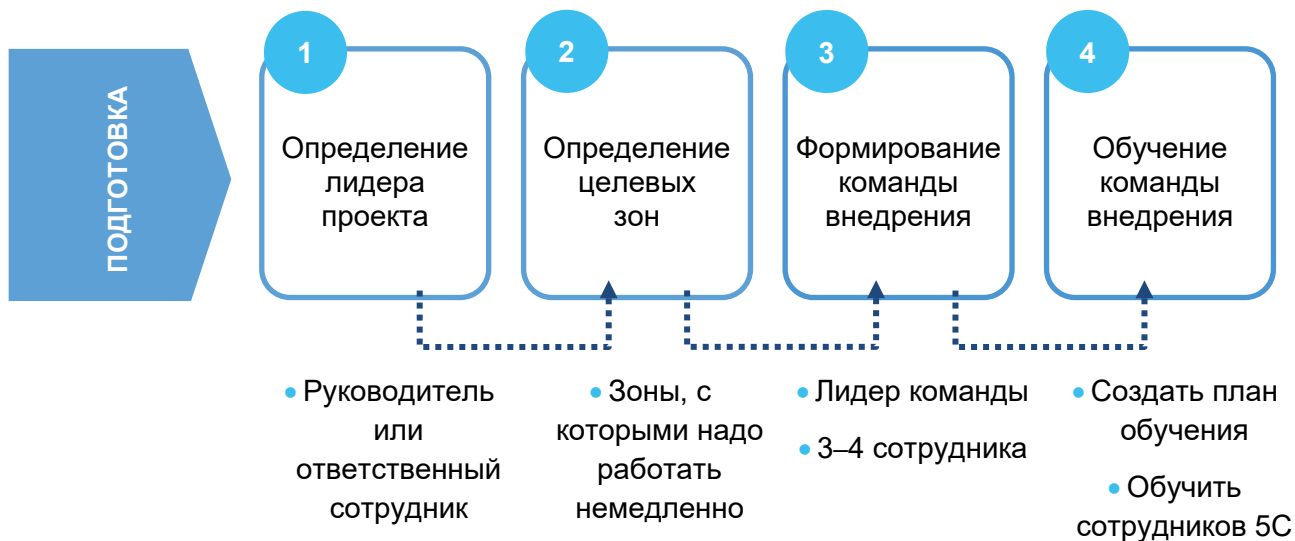 ПОДГОТОВКА
1
Определение
лидера
проекта
2
Определение
целевых
зон
3
Формирование
команды
внедрения
4
Обучение
команды
внедрения
• Руководитель
или
ответственный
сотрудник
• Зоны, с
которыми надо
работать
немедленно
• Лидер команды
• 3–4 сотрудника
• Создать план
обучения
• Обучить
сотрудников 5С